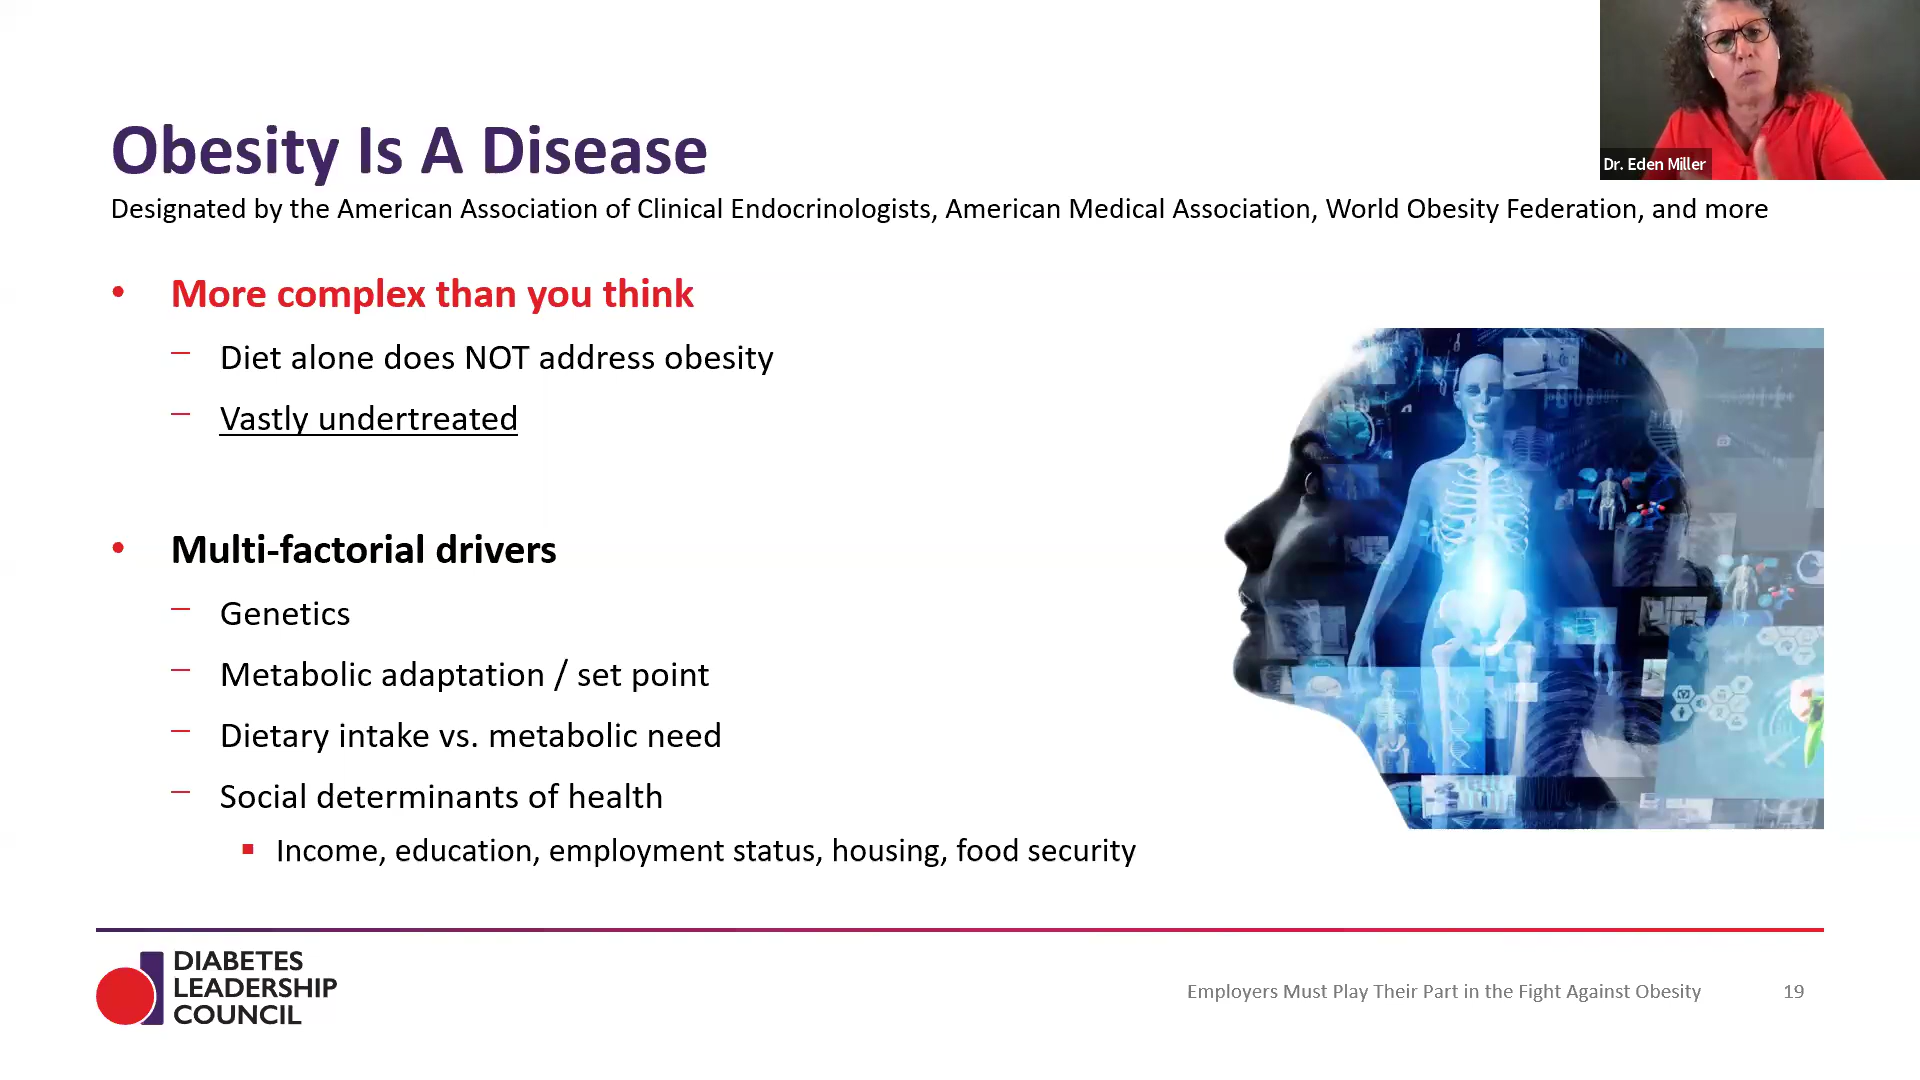 Dr. Eden Miller
Obesity Is A Disease
Designated by the American Association of Clinical Endocrinologists, American Medical Association, World Obesity Federation, and more
• More complex than you think
– Diet alone does NOT address obesity
– Vastly undertreated
• Multi-factorial drivers
– Genetics
– Metabolic adaptation / set point
– Dietary intake vs. metabolic need
– Social determinants of health
▪ Income, education, employment status, housing, food security
DIABETES
LEADERSHIP
COUNCIL
Employers Must Play Their Part in the Fight Against Obesity
19